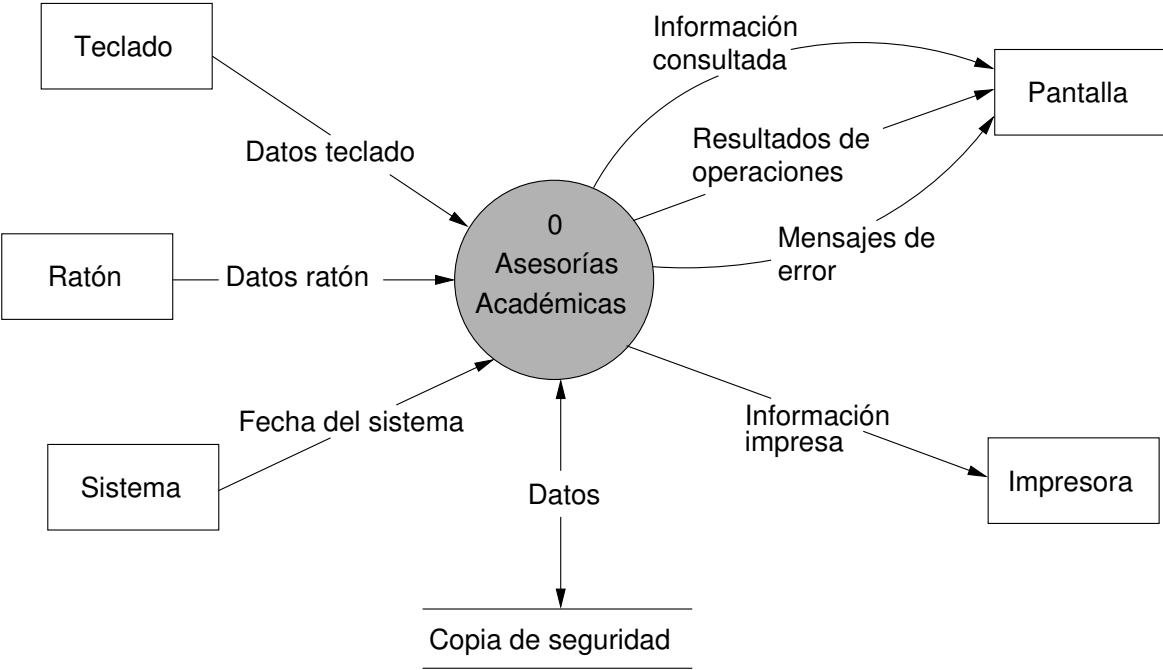 Teclado
Información
consultada
Pantalla
Datos teclado
Resultados de
operaciones
0
Asesorías
Académicas
Mensajes de
error
Ratón
Datos ratón
Fecha del sistema
Información
impresa
Sistema
Impresora
Datos
Copia de seguridad